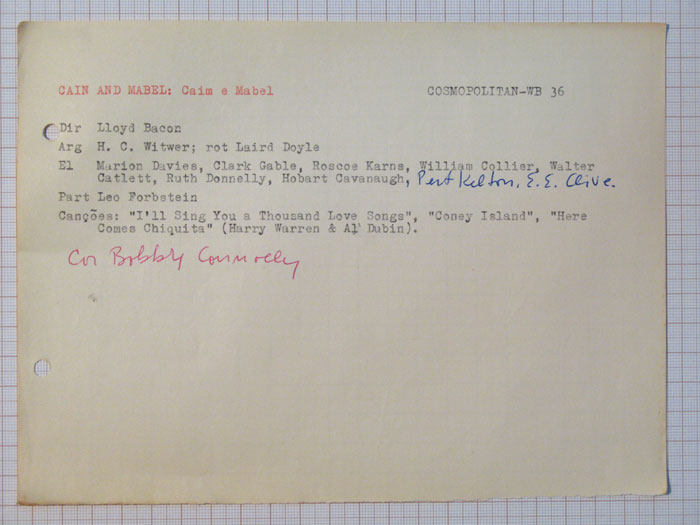 CAIN AND MABEL: Caim e Mabel COSMOPOLITAN-WB 36
Dir Lloyd Bacon
Arg H. C. Witwer; rot Laird Doyle
El Marion Davies, Clark Gable, Roscoe Karns, William Collier, Walter
Catlett, Ruth Donnelly, Hobart Cavanaugh, Pert Kelton, E.E. Clive.
Part Leo Forbstein
Canções: "I'll Sing You a Thousand Love Songs", "Coney Island", "Here
Comes Chiquita" (Harry Warren & Al Dubin).
Cor Bobby Connolly